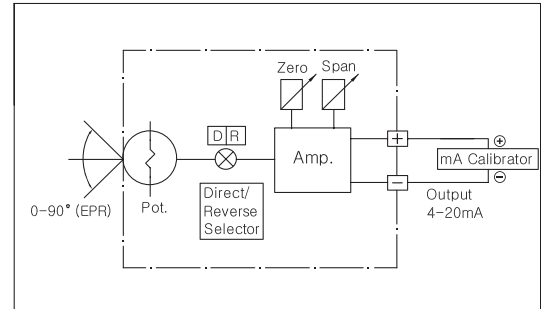 Zero Span
D R
Amp.
+
−
⊕
mA Calibrator
⊖
0-90° (EPR)
Pot.
Direct/
Reverse
Selector
Output
4-20mA